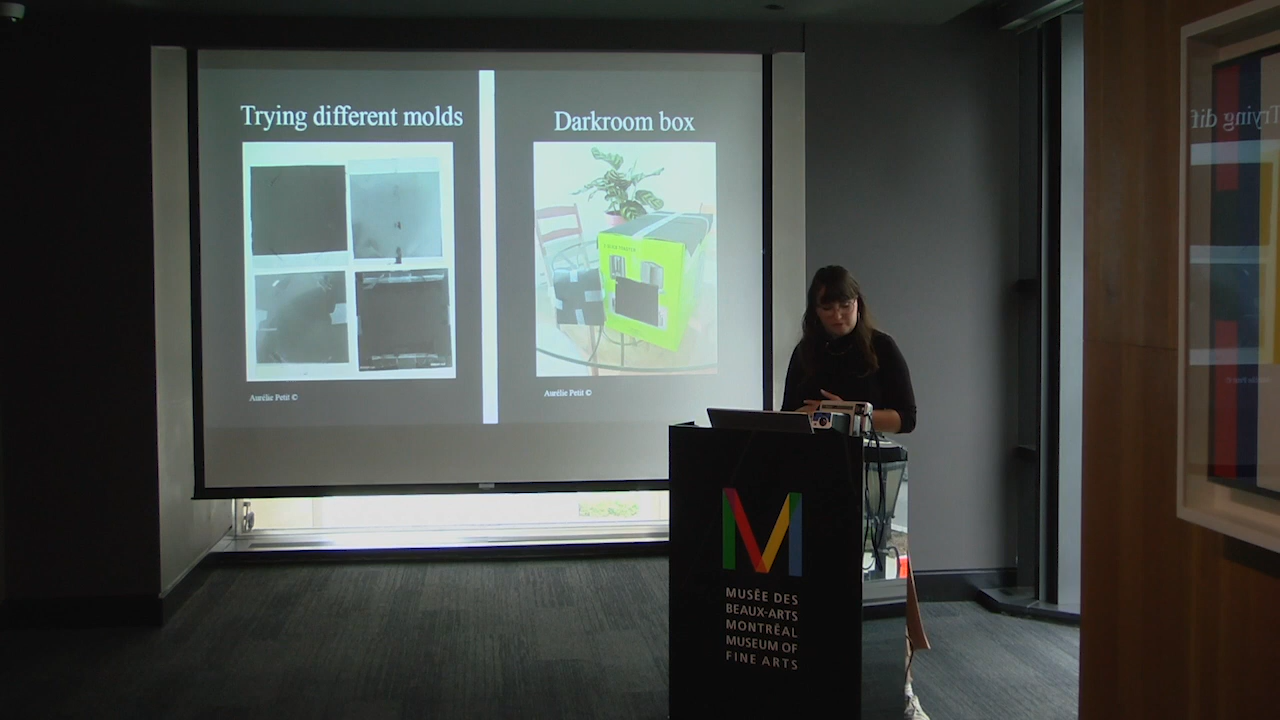 Trying different molds
Darkroom box
Aurélie Petit ©
Aurélie Petit ©
MUSÉE DES
BEAUX-ARTS
MONTRÉAL
MUSEUM OF
FINE ARTS